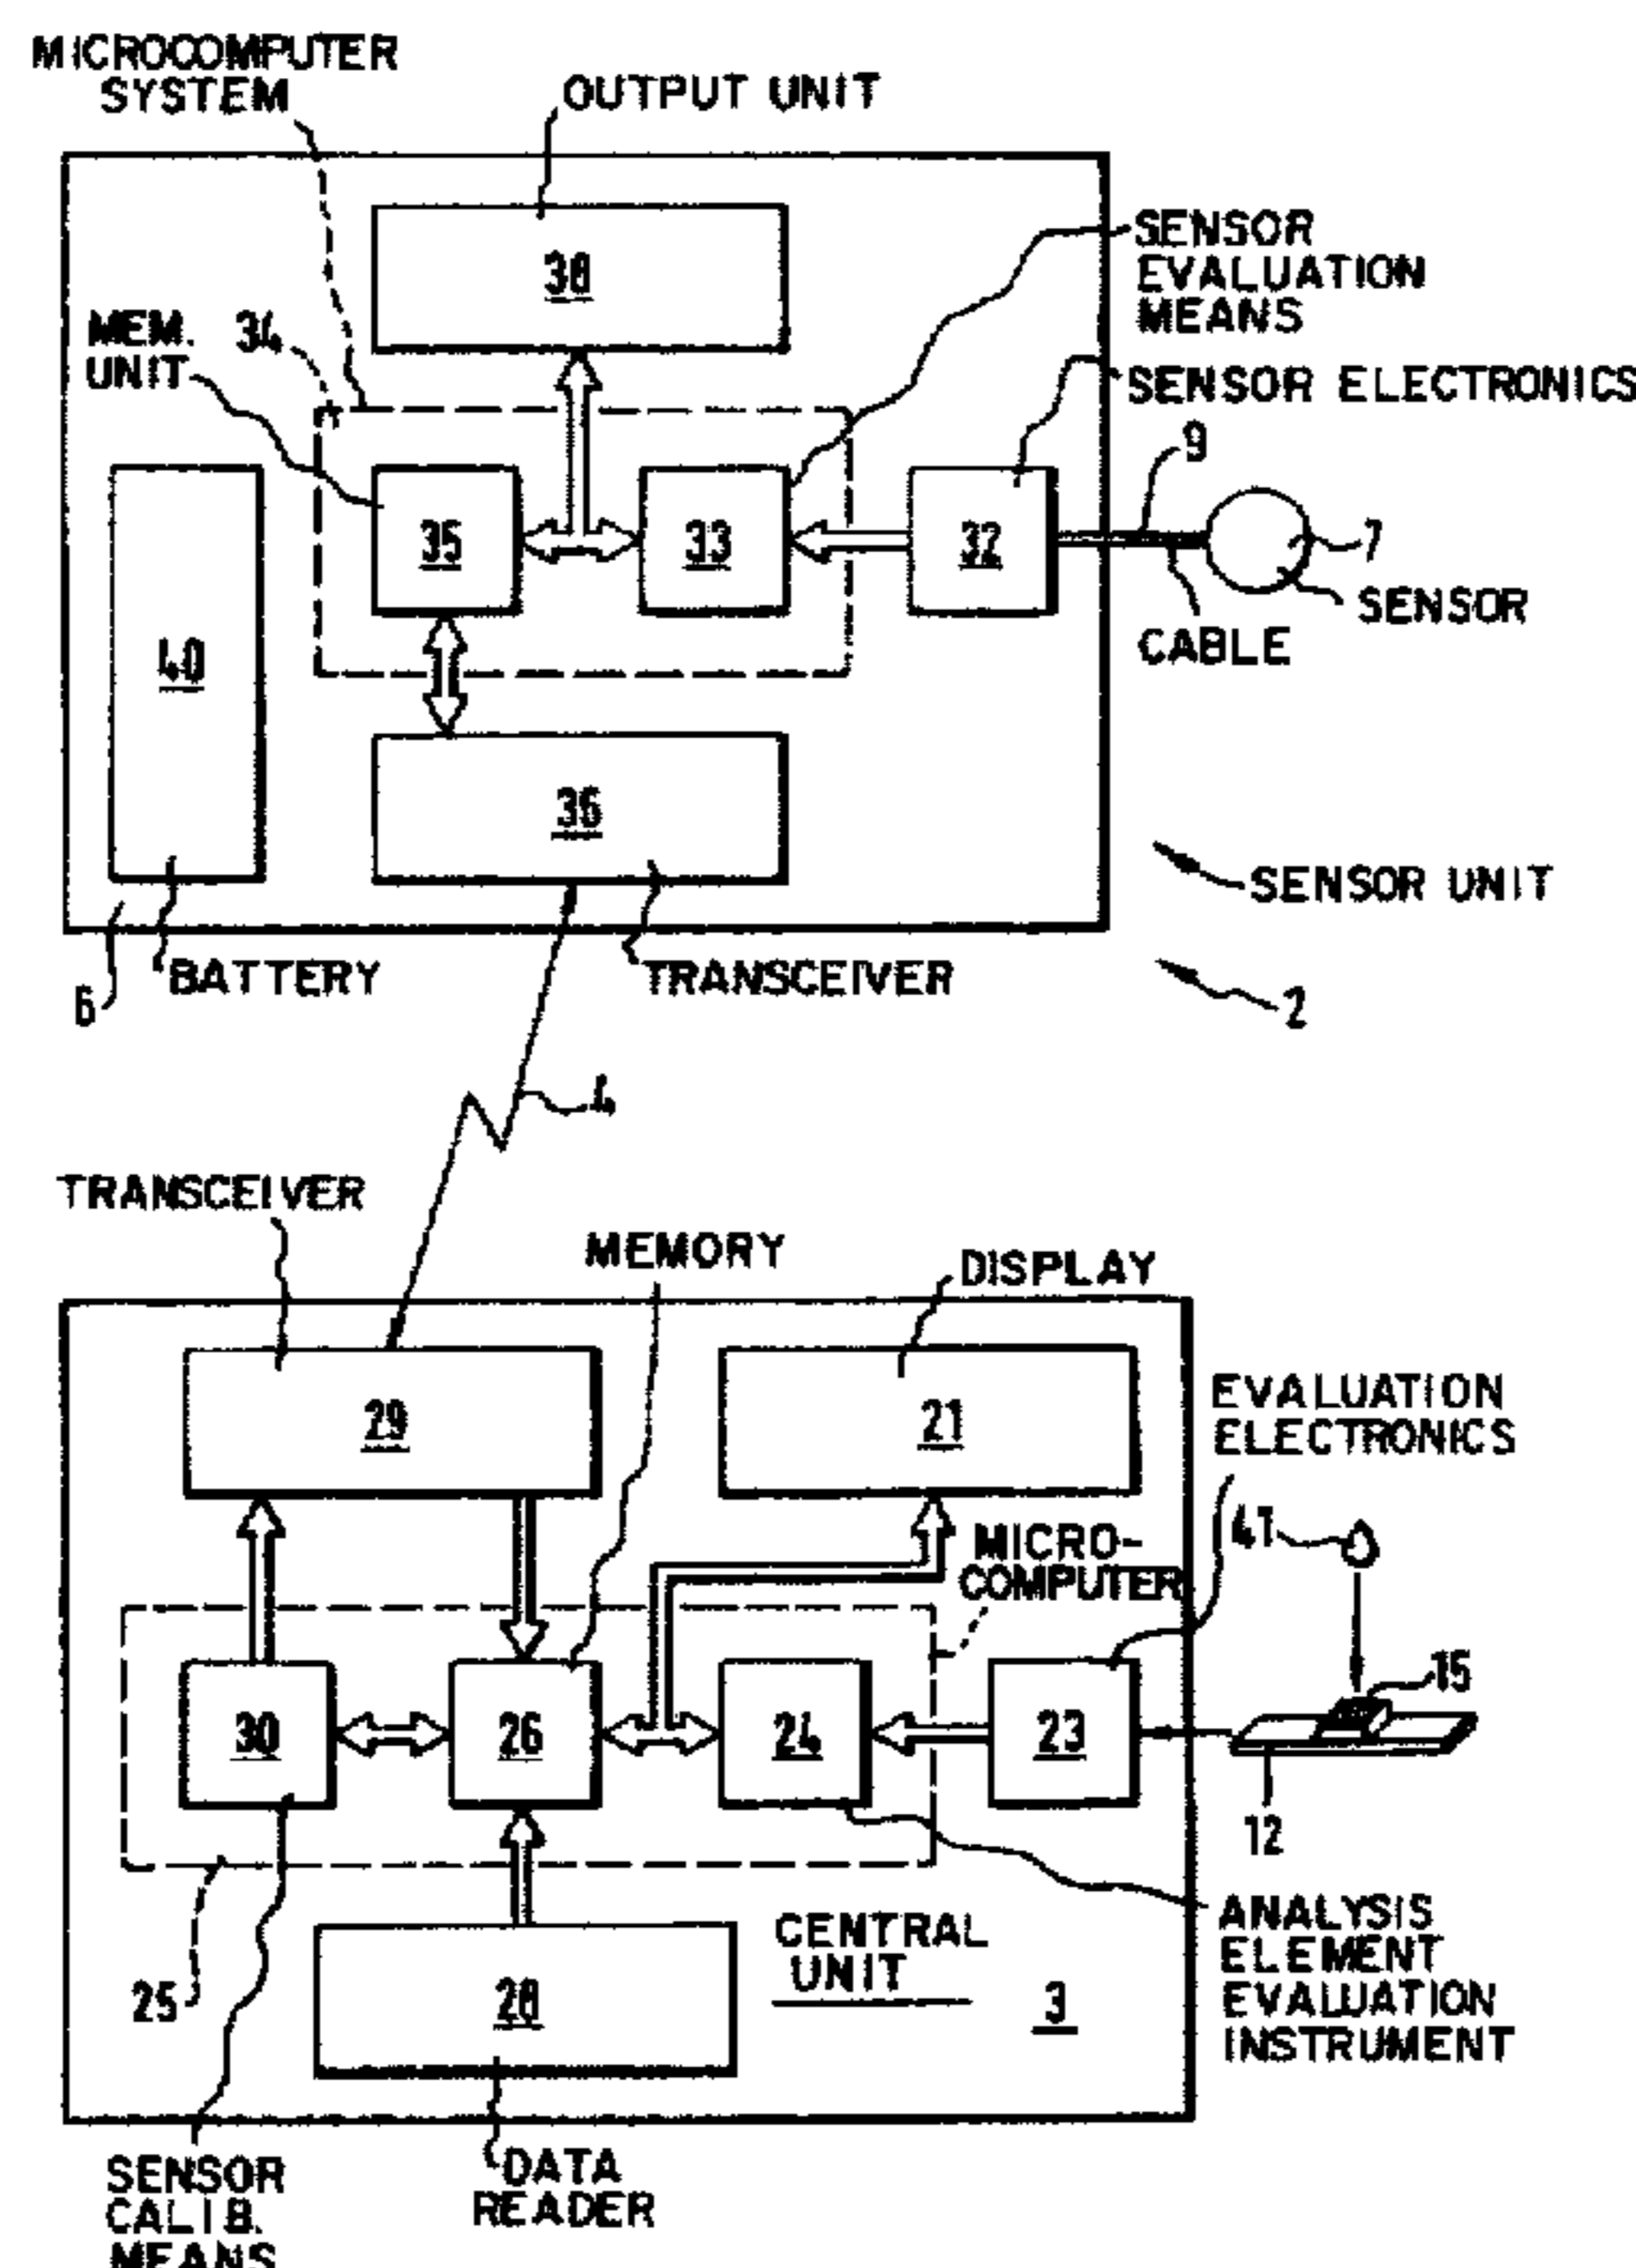 MICROCOMPUTER
SYSTEM
OUTPUT UNIT
38
SENSOR
EVALUATION
MEANS
MEM.
UNIT
34
SENSOR ELECTRONICS
9
35
33
32
7
SENSOR
CABLE
40
36
SENSOR UNIT
BATTERY
TRANSCEIVER
6
2
4
TRANSCEIVER
MEMORY
DISPLAY
29
21
EVALUATION
ELECTRONICS
41
MICRO-
COMPUTER
15
30
26
24
23
12
ANALYSIS
ELEMENT
EVALUATION
INSTRUMENT
CENTRAL
UNIT
3
25
28
SENSOR
CALIB.
MEANS
DATA
READER